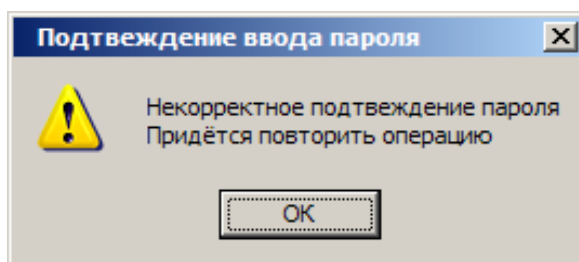 Подтвеждение ввода пароля
Некорректное подтвеждение пароля
Придётся повторить операцию
OK